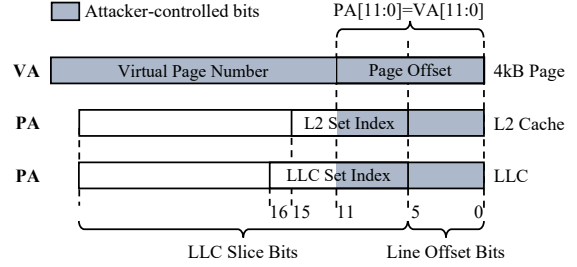 Attacker-controlled bits
PA[11:0]=VA[11:0]
VA Virtual Page Number Page Offset 4kB Page
PA L2 Set Index L2 Cache
PA LLC Set Index LLC
16 15 11 5 0
LLC Slice Bits Line Offset Bits